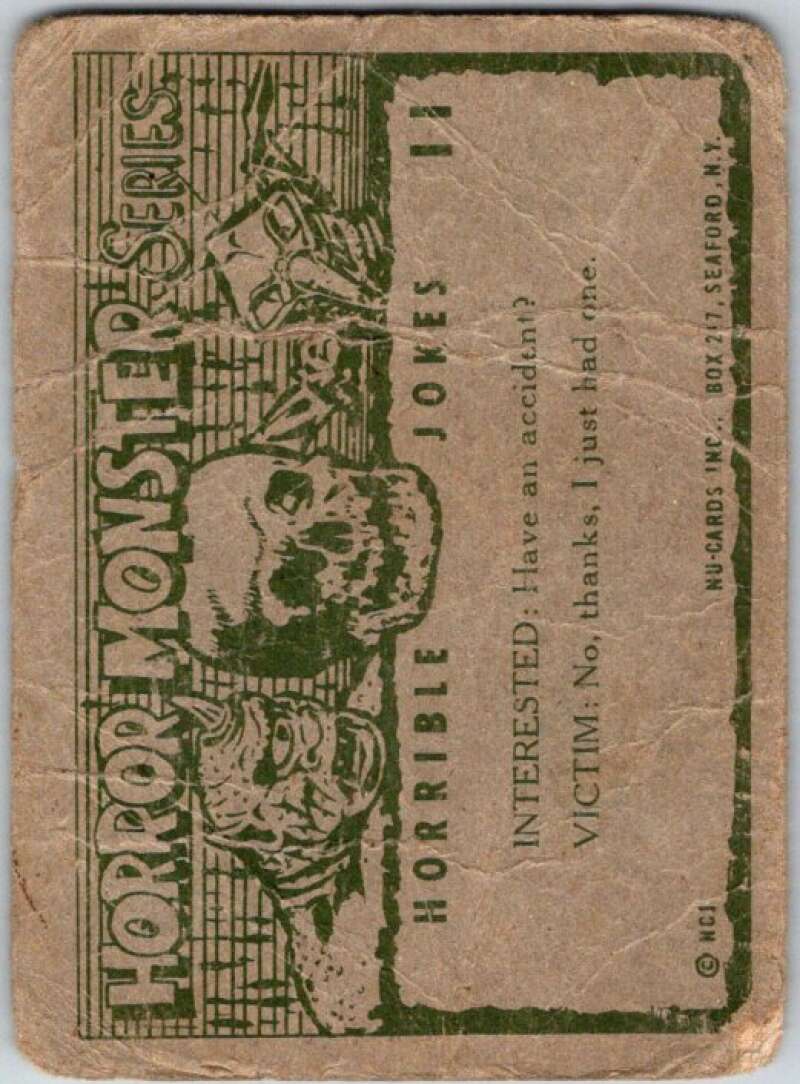 HORROR MONSTER SERIES
HORRIBLE JOKES 11
INTERESTED: Have an accident?
VICTIM: No, thanks, I just had one.
© NCI NU-CARDS INC., BOX 217, SEAFORD, N.Y.